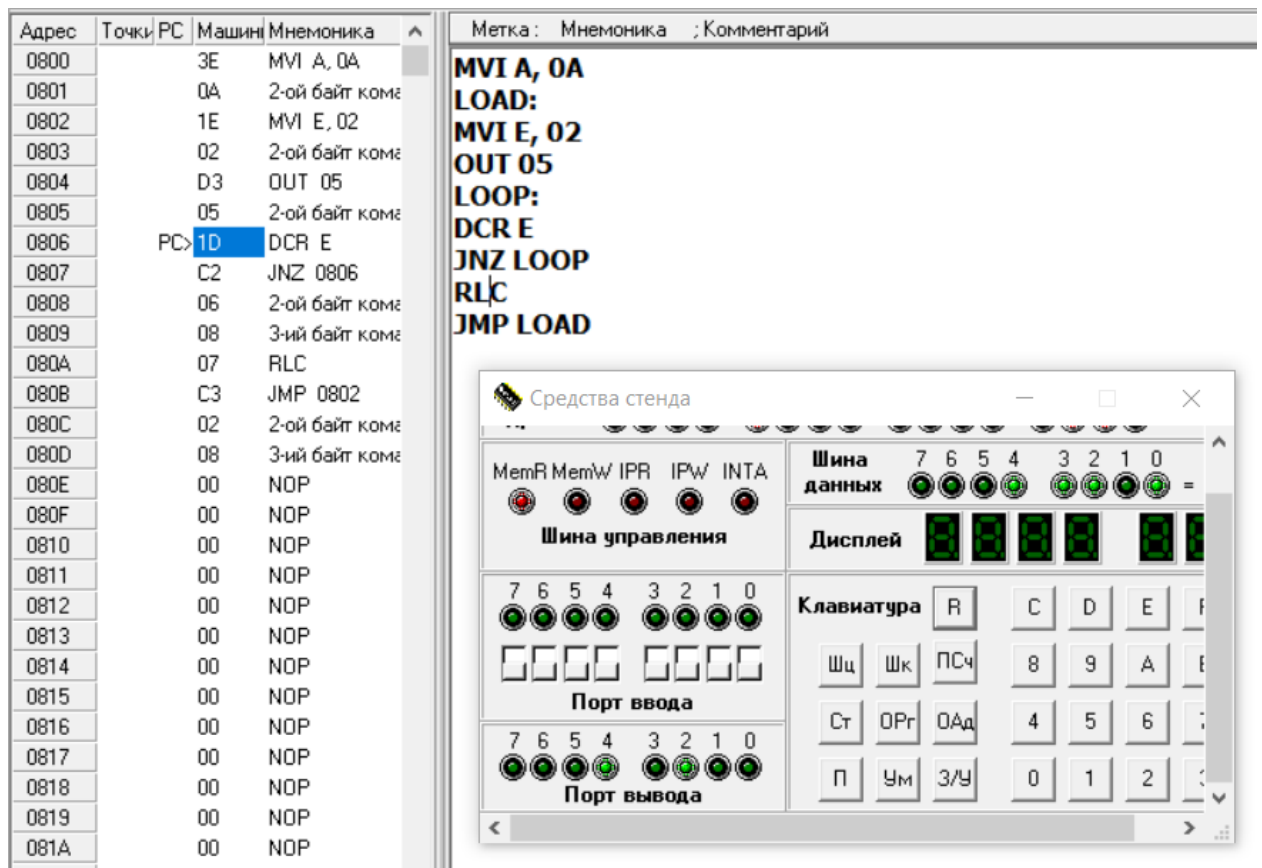 Адрес Точки PC Машин Мнемоника
0800 3E MVI A, 0A
0801 0A 2-ой байт кома
0802 1E MVI E, 02
0803 02 2-ой байт кома
0804 D3 OUT 05
0805 05 2-ой байт кома
0806 PC> 1D DCR E
0807 C2 JNZ 0806
0808 06 2-ой байт кома
0809 08 3-ий байт кома
080A 07 RLC
080B C3 JMP 0802
080C 02 2-ой байт кома
080D 08 3-ий байт кома
080E 00 NOP
080F 00 NOP
0810 00 NOP
0811 00 NOP
0812 00 NOP
0813 00 NOP
0814 00 NOP
0815 00 NOP
0816 00 NOP
0817 00 NOP
0818 00 NOP
0819 00 NOP
081A 00 NOP
Метка : Мнемоника ; Комментарий
MVI A, 0A
LOAD:
MVI E, 02
OUT 05
LOOP:
DCR E
JNZ LOOP
RLC
JMP LOAD
Средства стенда
MemR MemW IPR IPW INTA
Шина управления
Шина данных 7 6 5 4 3 2 1 0 =
Дисплей
7 6 5 4 3 2 1 0
Порт ввода
7 6 5 4 3 2 1 0
Порт вывода
Клавиатура R C D E
Шц Шк ПСч 8 9 A
Ст ОРг ОАд 4 5 6
П Ум З/У 0 1 2